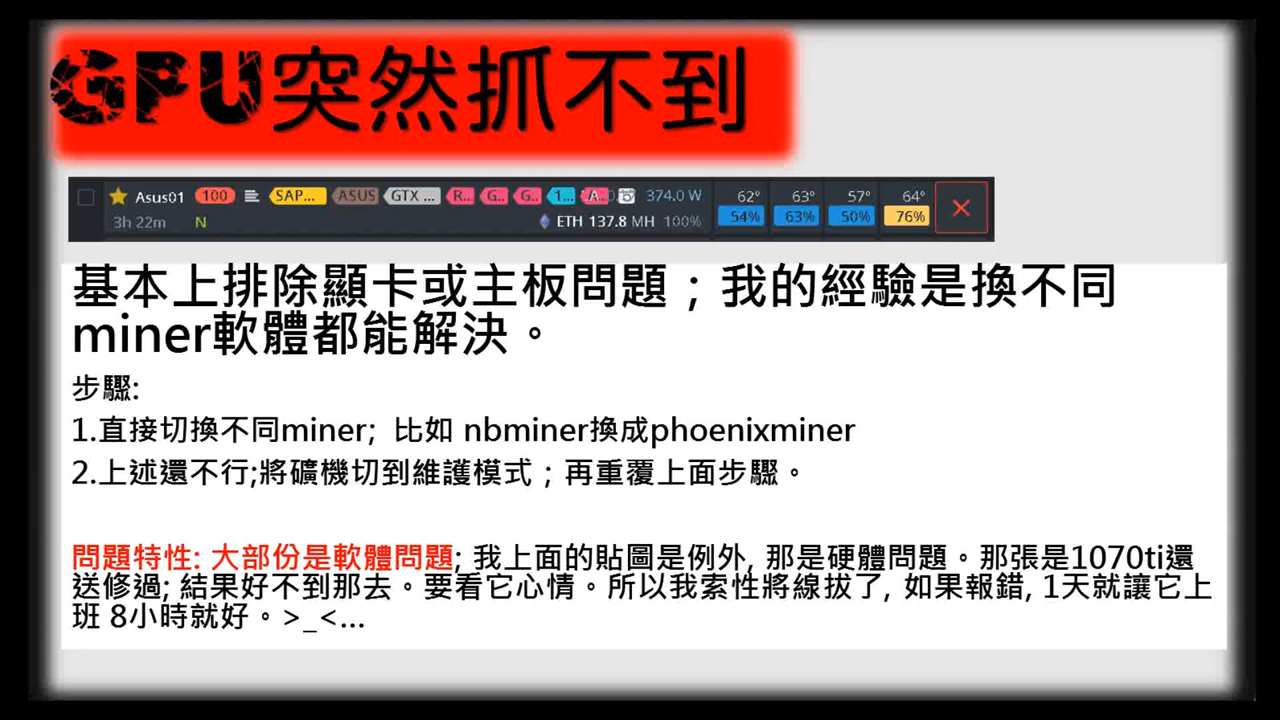 GPU突然抓不到
Asus01 100 SAP... ASUS GTX ... R... G.. G.. 1... A... 374.0 W 62° 63° 57° 64°
3h 22m N ETH 137.8 MH 100% 54% 63% 50% 76%
基本上排除顯卡或主板問題；我的經驗是換不同
miner軟體都能解決。
步驟:
1.直接切換不同miner; 比如 nbminer換成phoenixminer
2.上述還不行;將礦機切到維護模式；再重覆上面步驟。
問題特性: 大部份是軟體問題; 我上面的貼圖是例外, 那是硬體問題。那張是1070ti還
送修過; 結果好不到那去。要看它心情。所以我索性將線拔了, 如果報錯, 1天就讓它上
班 8小時就好。>_<...